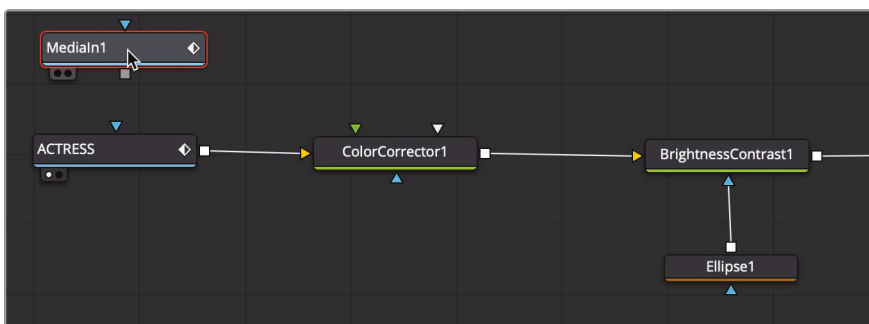 MediaIn1
ACTRESS
ColorCorrector1
BrightnessContrast1
Ellipse1